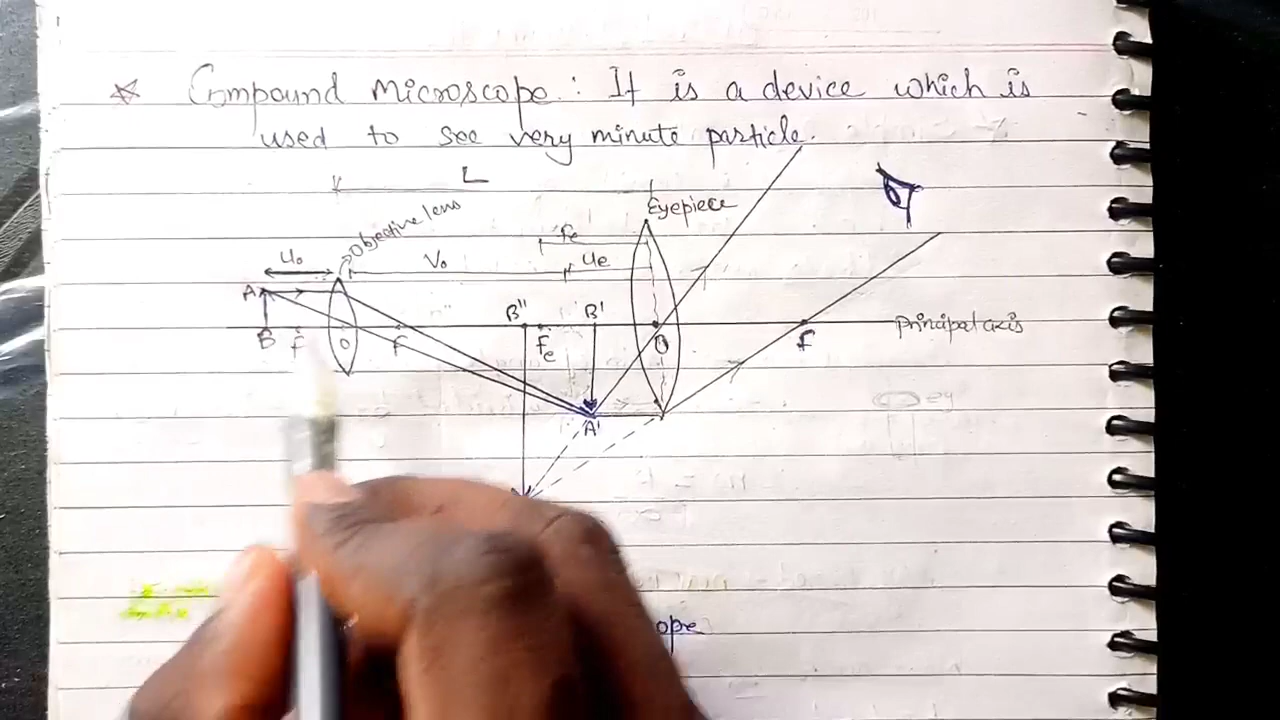 Compound Microscope : It is a device which is
used to see very minute particle.
L
Objective lens
Eyepiece
fe
uo
Vo
ue
A
B
f
O
f
B"
fe
B'
O
F
Principal axis
A'
ope